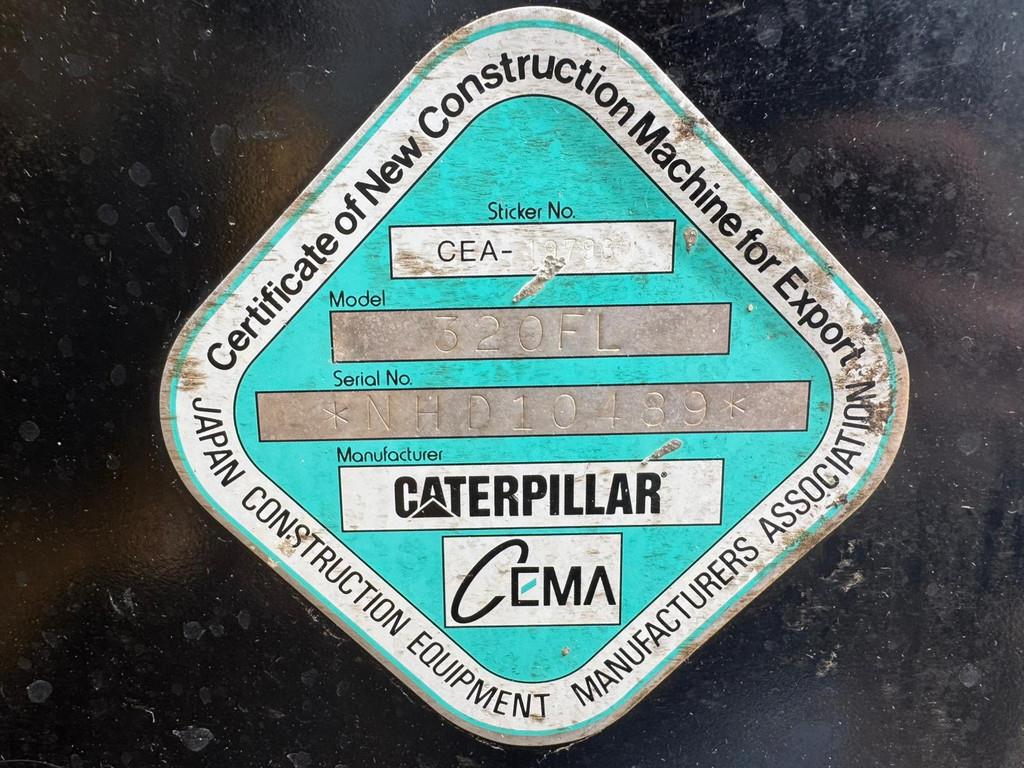 Certificate of New Construction Machine for Export
Sticker No.
CEA-
Model
320FL
Serial No.
*NHD10489*
Manufacturer
CATERPILLAR®
CEMA
JAPAN CONSTRUCTION EQUIPMENT MANUFACTURERS ASSOCIATION